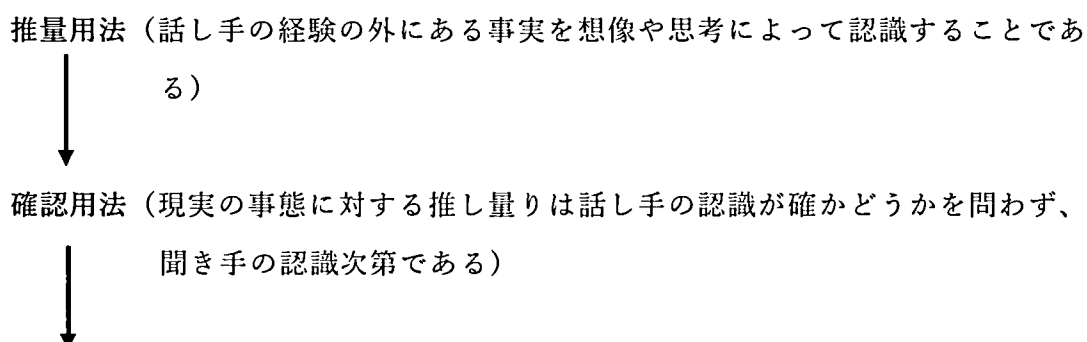 推量用法（話し手の経験の外にある事実を想像や思考によって認識することであ
る）
確認用法（現実の事態に対する推し量りは話し手の認識が確かどうかを問わず、
聞き手の認識次第である）